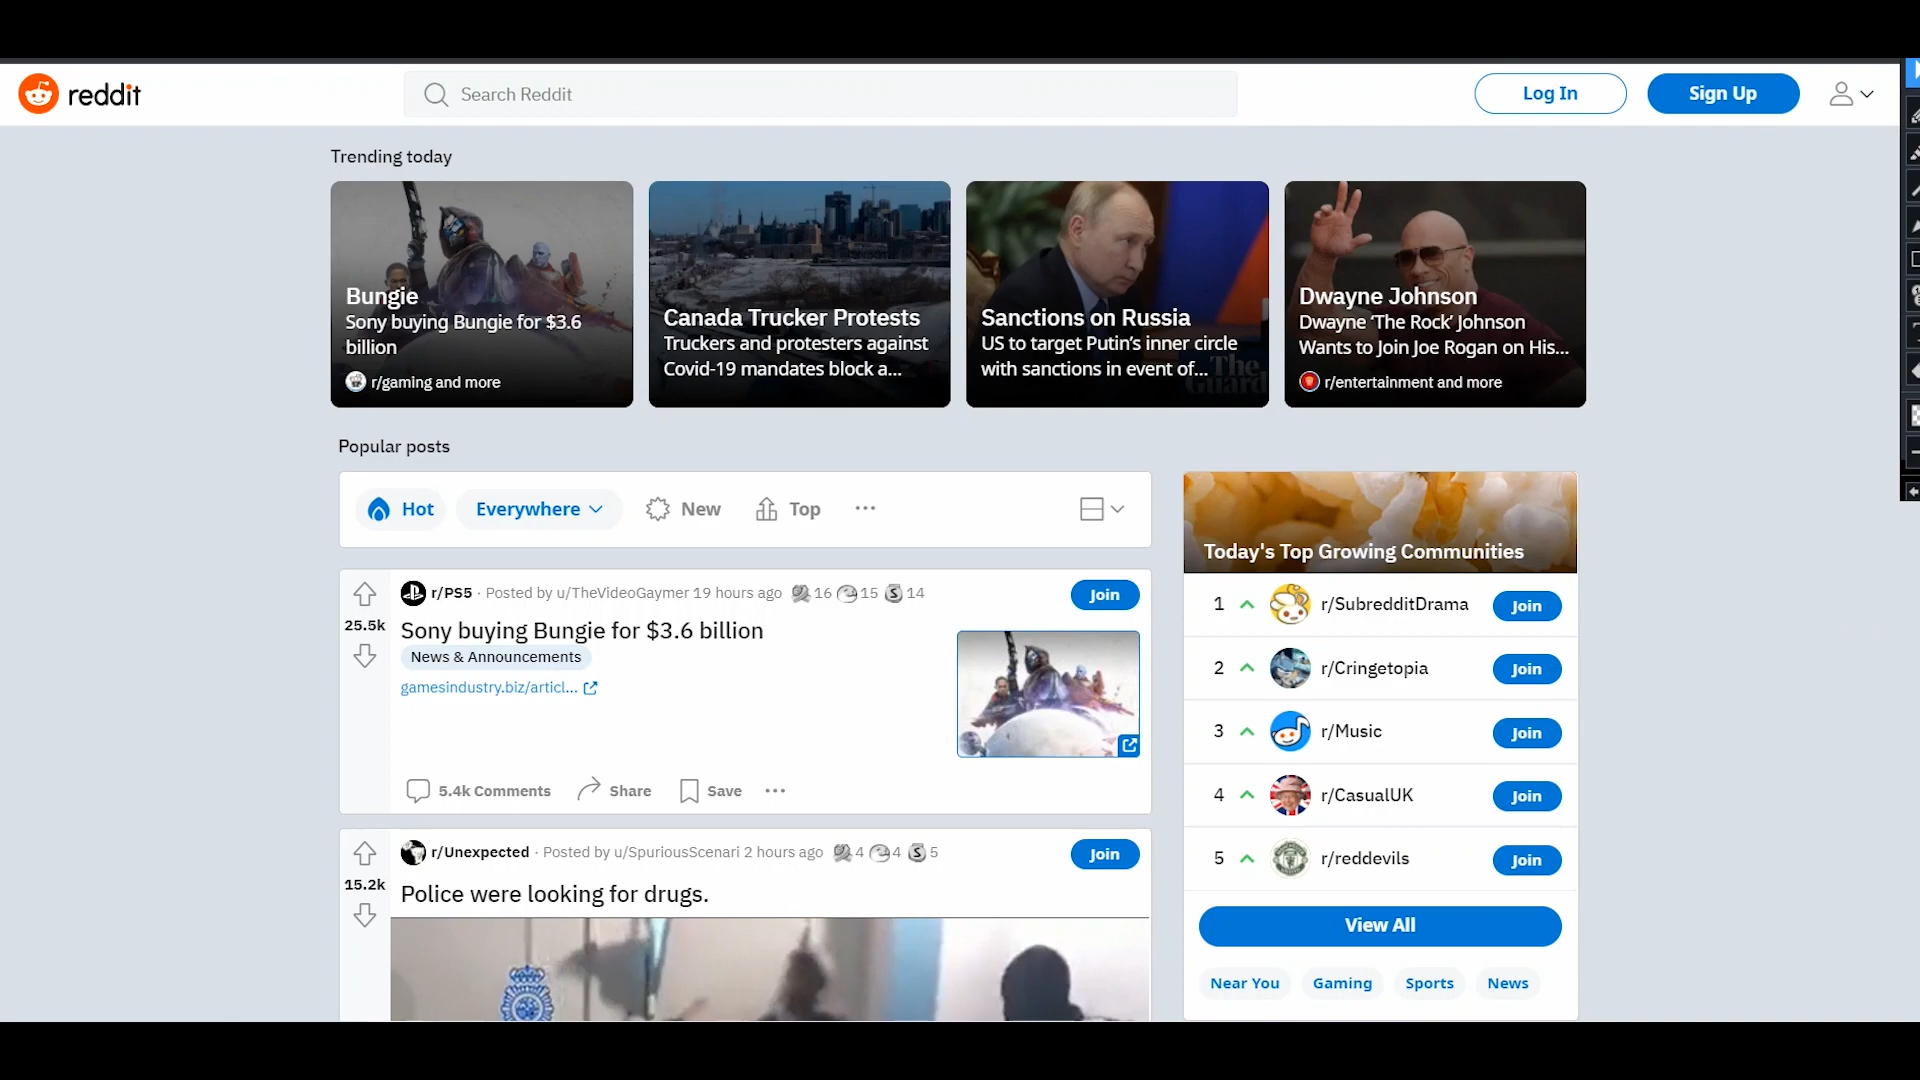 reddit
Search Reddit
Log In
Sign Up
Trending today
Bungie
Sony buying Bungie for $3.6
billion
r/gaming and more
Canada Trucker Protests
Truckers and protesters against
Covid-19 mandates block a...
Sanctions on Russia
US to target Putin's inner circle
with sanctions in event of...
The
Guard
Dwayne Johnson
Dwayne 'The Rock' Johnson
Wants to Join Joe Rogan on His...
r/entertainment and more
Popular posts
Hot
Everywhere
New
Top
25.5k
r/PS5 · Posted by u/TheVideoGaymer 19 hours ago 16 15 14
Join
Sony buying Bungie for $3.6 billion
News & Announcements
gamesindustry.biz/articl...
5.4k Comments
Share
Save
15.2k
r/Unexpected · Posted by u/SpuriousScenari 2 hours ago 4 4 5
Join
Police were looking for drugs.
Today's Top Growing Communities
1 r/SubredditDrama Join
2 r/Cringetopia Join
3 r/Music Join
4 r/CasualUK Join
5 r/reddevils Join
View All
Near You
Gaming
Sports
News